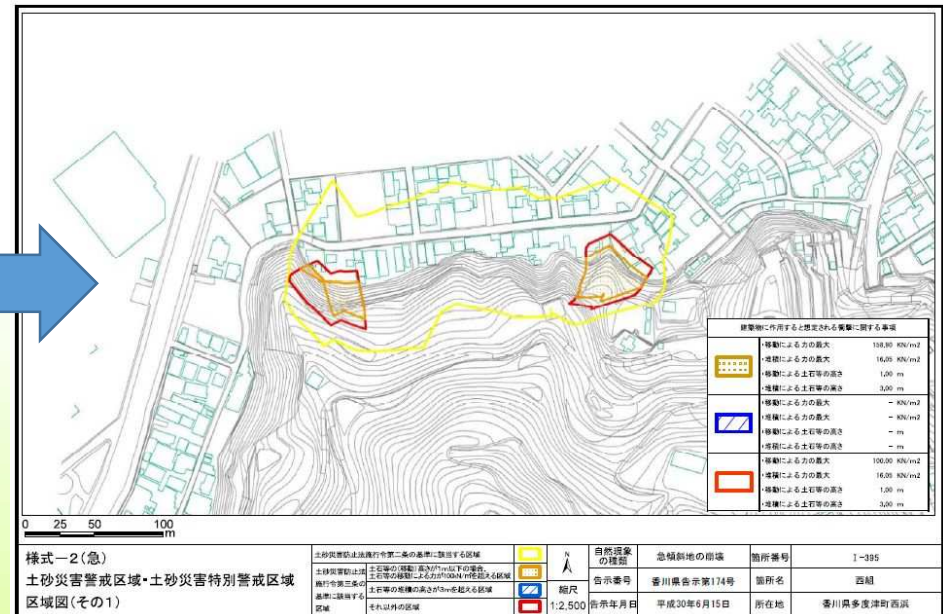 建築物に作用すると想定される衝撃に関する事項
・移動による力の最大 158.90 KN/m2
・堆積による力の最大 16.05 KN/m2
・移動による土石等の高さ 1.00 m
・堆積による土石等の高さ 3.00 m
・移動による力の最大 － KN/m2
・堆積による力の最大 － KN/m2
・移動による土石等の高さ － m
・堆積による土石等の高さ － m
・移動による力の最大 100.00 KN/m2
・堆積による力の最大 16.05 KN/m2
・移動による土石等の高さ 1.00 m
・堆積による土石等の高さ 3.00 m
0 25 50 100
m
様式－2(急)
土砂災害警戒区域・土砂災害特別警戒区域
区域図(その1)
土砂災害防止法施行令第二条の基準に該当する区域
土砂災害防止法
施行令第三条の
基準に該当する
区域
土石等の(移動)高さが1m以下の場合、
土石等の移動による力が100kN/㎡を超える区域
土石等の堆積の高さが3mを超える区域
それ以外の区域
N
縮尺
1:2,500
自然現象
の種類
急傾斜地の崩壊
箇所番号
I-395
告示番号
香川県告示第174号
箇所名
西組
告示年月日
平成30年6月15日
所在地
香川県多度津町西浜